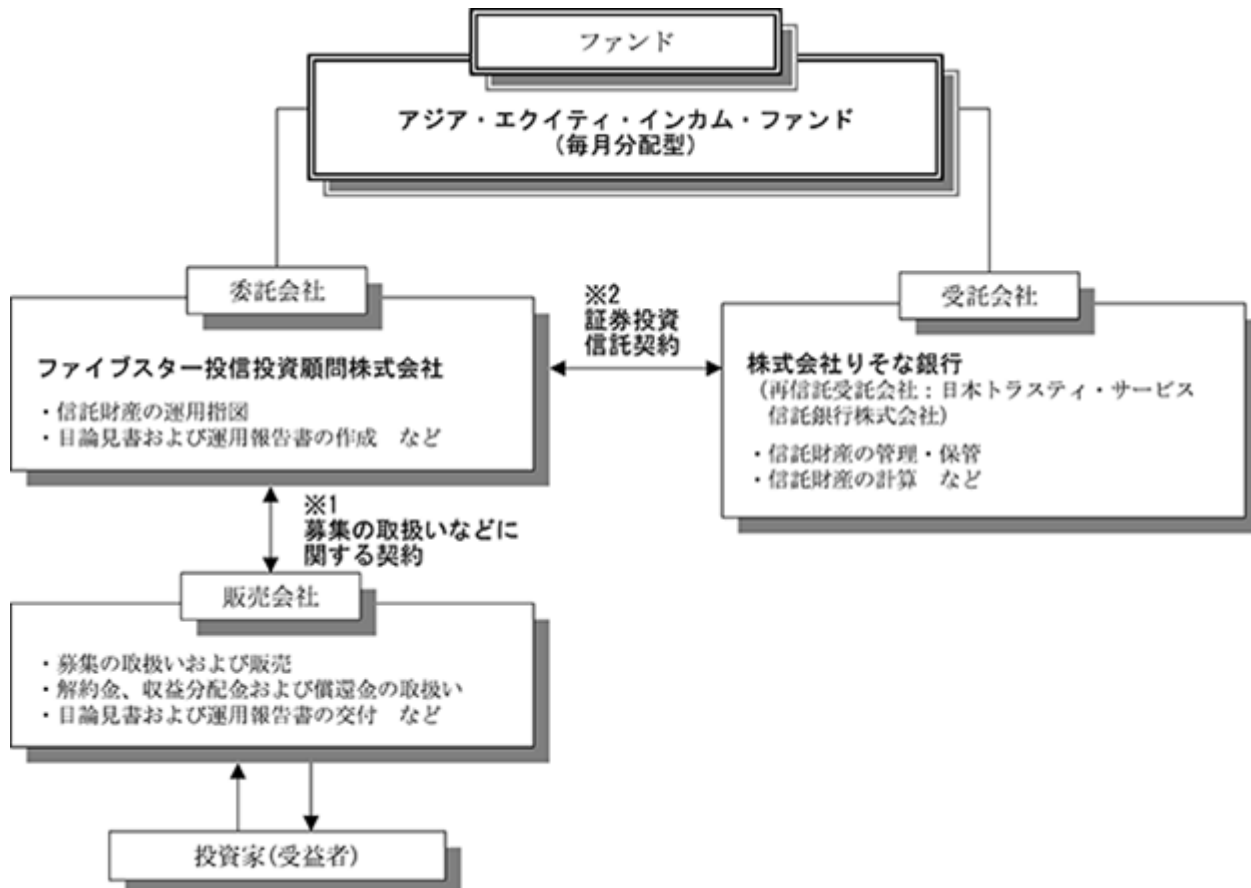 ファンド
アジア・エクイティ・インカム・ファンド
（毎月分配型）
委託会社
ファイブスター投信投資顧問株式会社
・信託財産の運用指図
・目論見書および運用報告書の作成　など
※2
証券投資
信託契約
受託会社
株式会社りそな銀行
（再信託受託会社：日本トラスティ・サービス
信託銀行株式会社）
・信託財産の管理・保管
・信託財産の計算　など
※1
募集の取扱いなどに
関する契約
販売会社
・募集の取扱いおよび販売
・解約金、収益分配金および償還金の取扱い
・目論見書および運用報告書の交付　など
投資家(受益者)